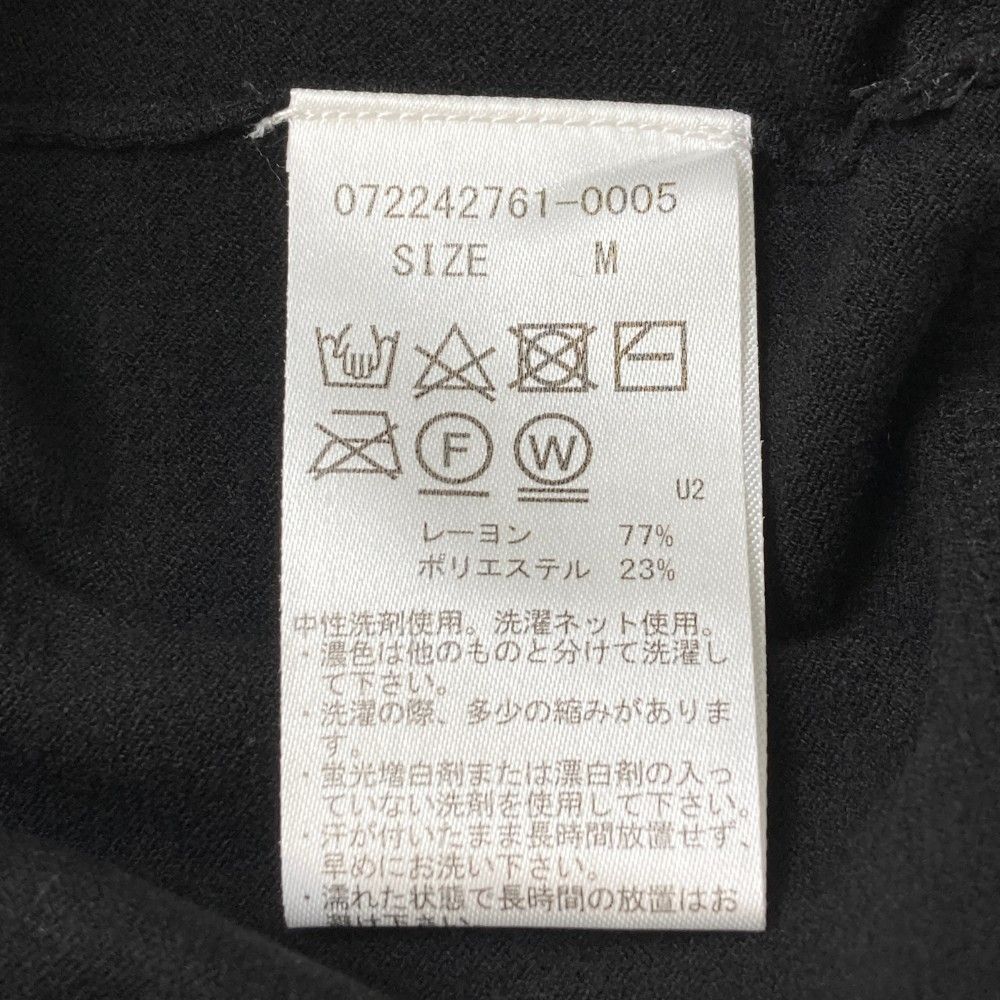 072242761-0005
SIZE M
F W
U2
レーヨン 77%
ポリエステル 23%
中性洗剤使用。洗濯ネット使用。
・濃色は他のものと分けて洗濯し
て下さい。
・洗濯の際、多少の縮みがありま
す。
・蛍光増白剤または漂白剤の入っ
ていない洗剤を使用して下さい。
・汗が付いたまま長時間放置せず、
早めにお洗い下さい。
・濡れた状態で長時間の放置はお